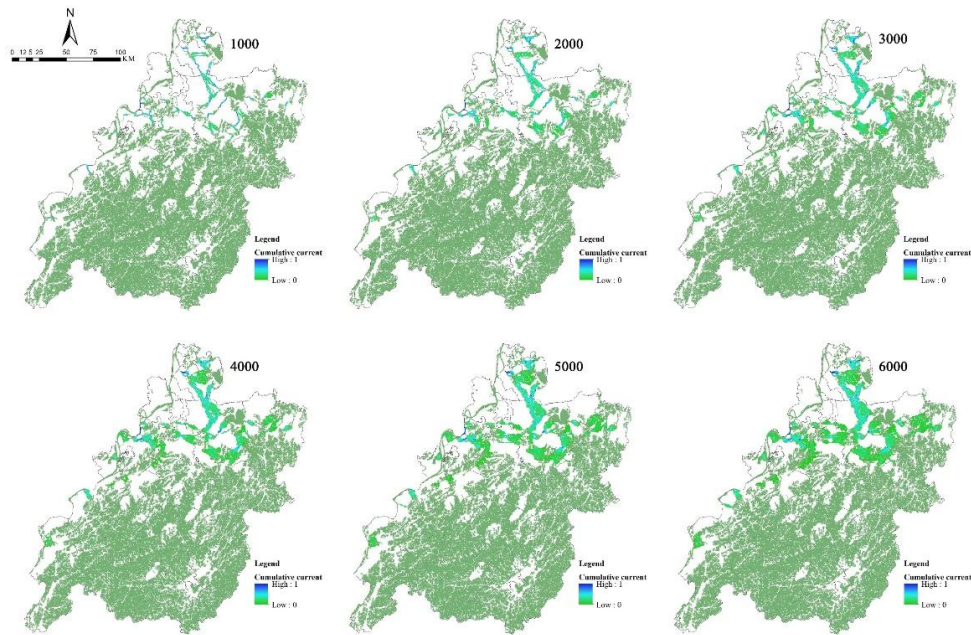 N
0 12.5 25 50 75 100
KM
1000
Legend
Cumulative current
High : 1
Low : 0
2000
Legend
Cumulative current
High : 1
Low : 0
3000
Legend
Cumulative current
High : 1
Low : 0
4000
Legend
Cumulative current
High : 1
Low : 0
5000
Legend
Cumulative current
High : 1
Low : 0
6000
Legend
Cumulative current
High : 1
Low : 0